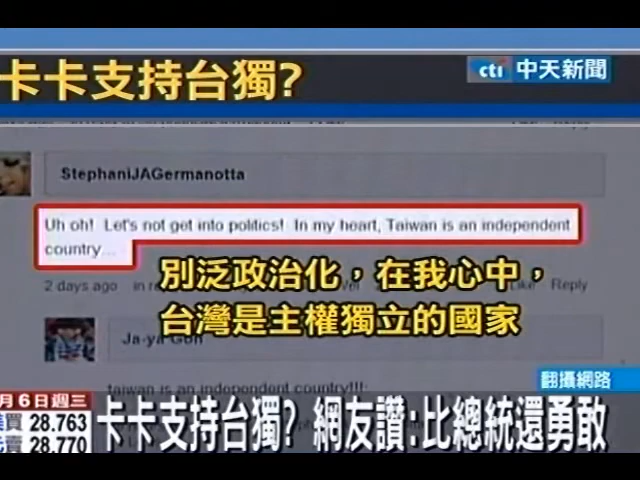 卡卡支持台獨?
cti 中天新聞
StephaniJAGermanotta
Uh oh! Let's not get into politics! In my heart, Taiwan is an independent
country...
別泛政治化，在我心中，
台灣是主權獨立的國家
2 days ago
Like Reply
Ja-ya Goh
taiwan is an independent country!!!
翻攝網路
月6日週三
買 28.763
賣 28.770
卡卡支持台獨? 網友讚:比總統還勇敢